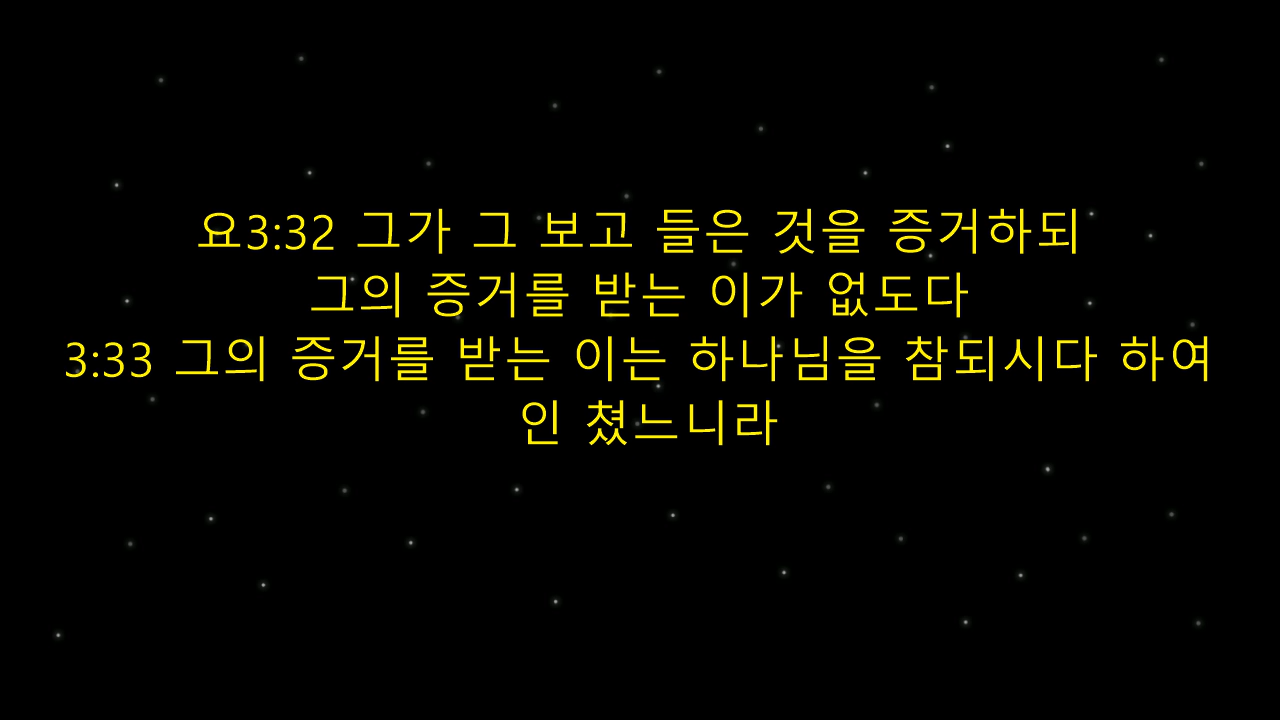 요3:32 그가 그 보고 들은 것을 증거하되
그의 증거를 받는 이가 없도다
3:33 그의 증거를 받는 이는 하나님을 참되시다 하여
인 쳤느니라